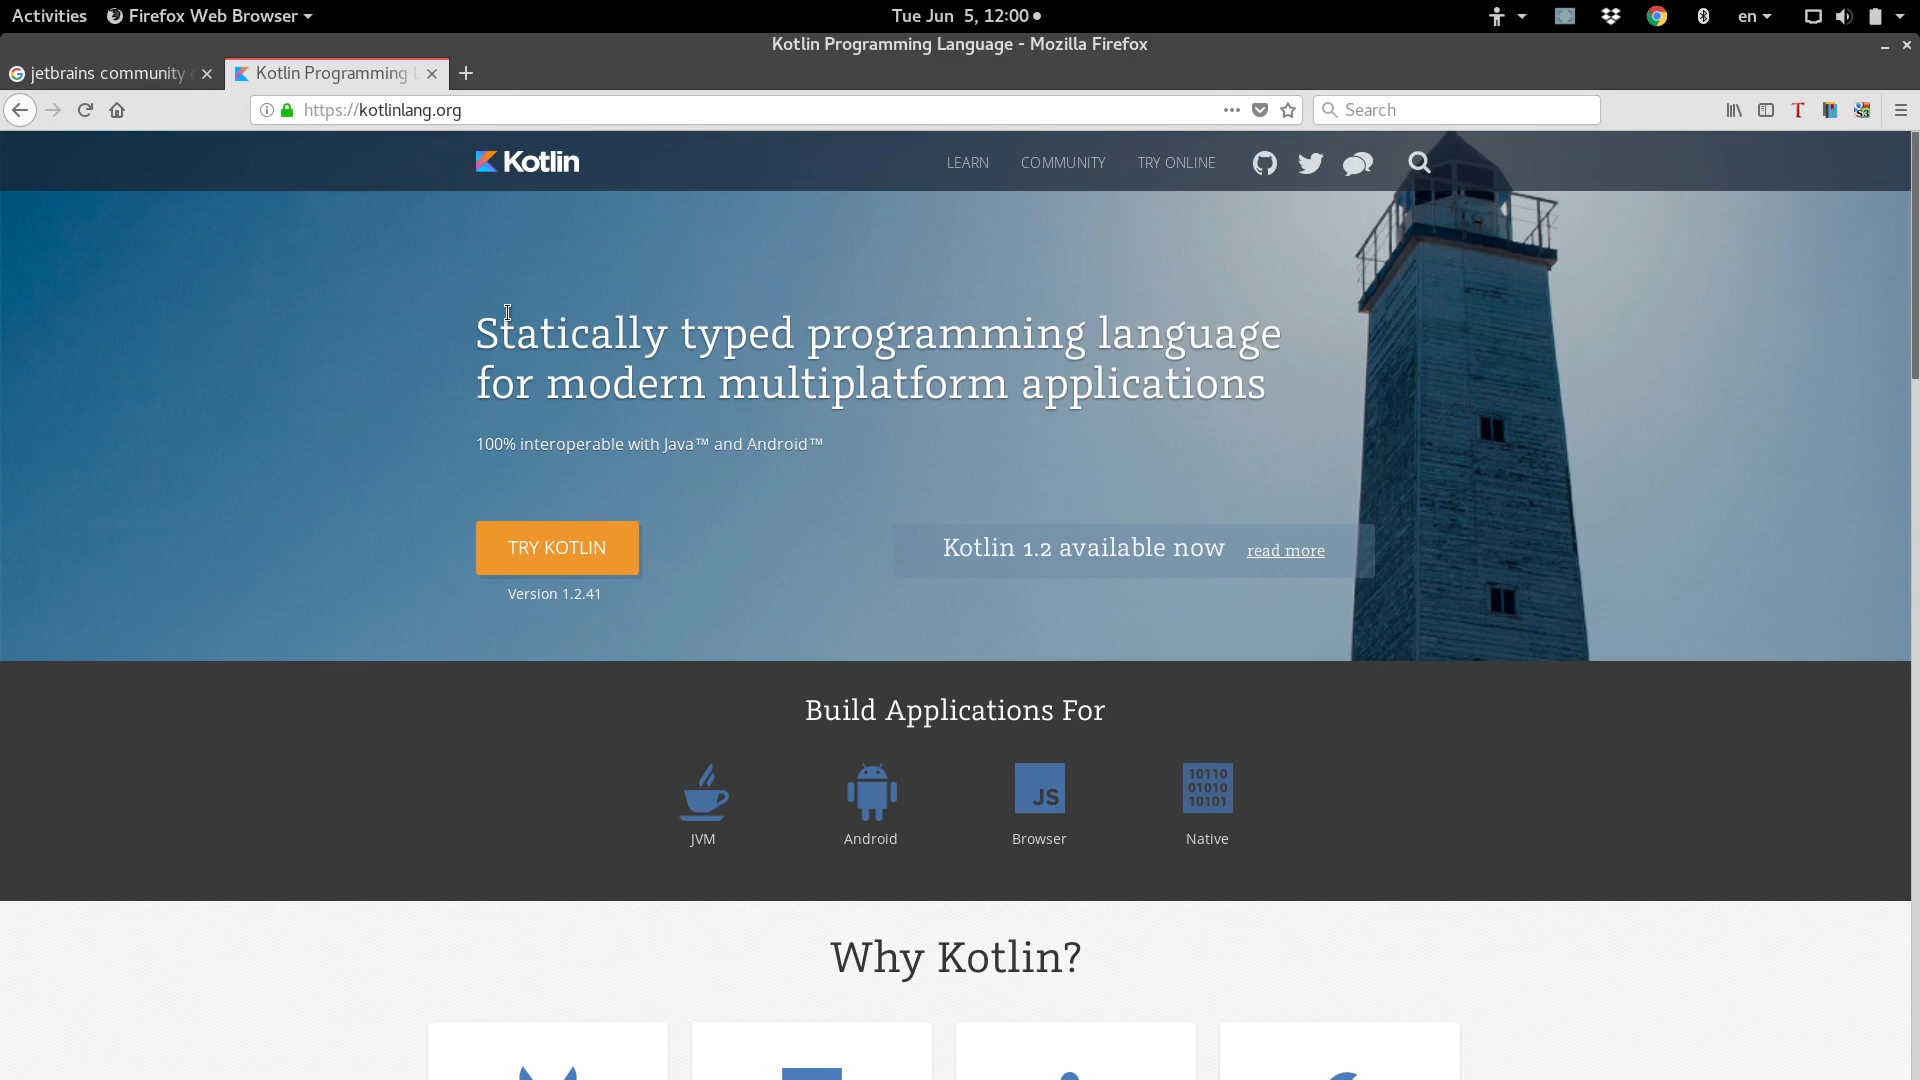 Activities Firefox Web Browser Tue Jun 5, 12:00 en
Kotlin Programming Language - Mozilla Firefox
jetbrains community Kotlin Programming
https://kotlinlang.org Search
Kotlin LEARN COMMUNITY TRY ONLINE
Statically typed programming language
for modern multiplatform applications
100% interoperable with Java™ and Android™
TRY KOTLIN
Kotlin 1.2 available now read more
Version 1.2.41
Build Applications For
JS
10110
01010
10101
JVM Android Browser Native
Why Kotlin?